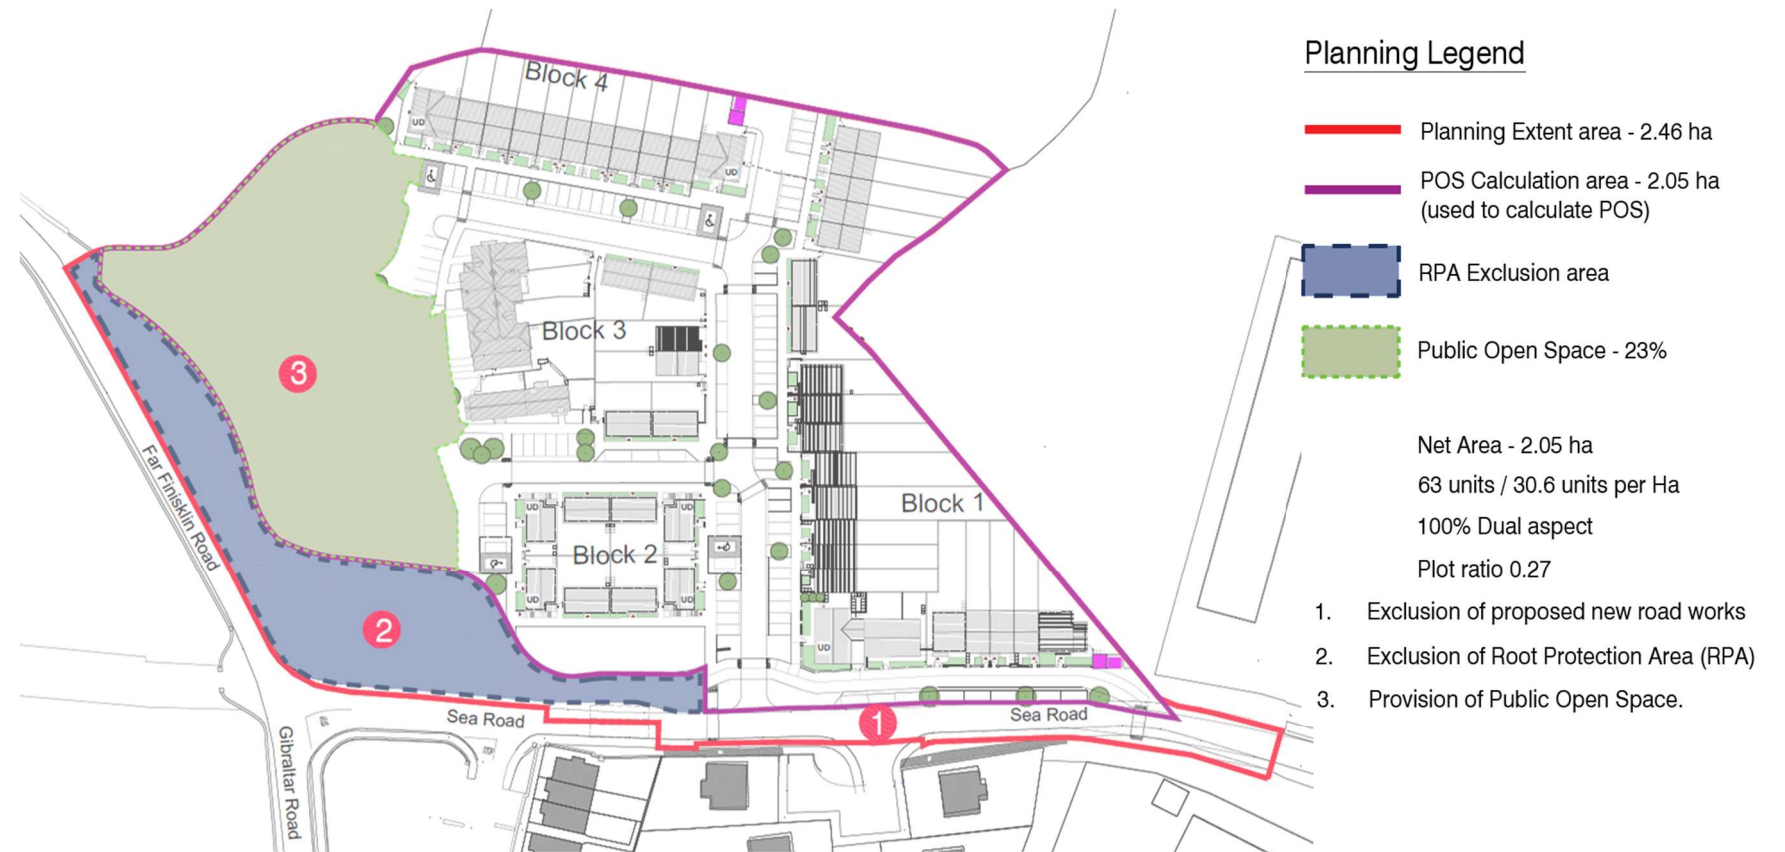 Block 4
UD
UD
Block 3
3
Block 1
UD
UD
Block 2
UD
UD
UD
2
1
Far Finisklin Road
Sea Road
Sea Road
Gibraltar Road
Planning Legend
Planning Extent area - 2.46 ha
POS Calculation area - 2.05 ha
(used to calculate POS)
RPA Exclusion area
Public Open Space - 23%
Net Area - 2.05 ha
63 units / 30.6 units per Ha
100% Dual aspect
Plot ratio 0.27
1. Exclusion of proposed new road works
2. Exclusion of Root Protection Area (RPA)
3. Provision of Public Open Space.